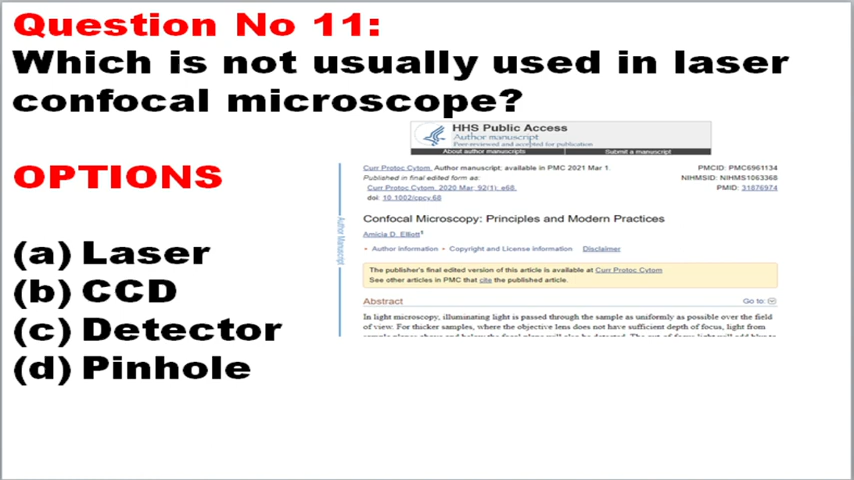 Question No 11:
Which is not usually used in laser
confocal microscope?
OPTIONS
(a) Laser
(b) CCD
(c) Detector
(d) Pinhole
HHS Public Access
Author manuscript
Peer-reviewed and accepted for publication
About author manuscripts
Submit a manuscript
Author Manuscript
Curr Protoc Cytom. Author manuscript; available in PMC 2021 Mar 1.
PMCID: PMC6961134
Published in final edited form as:
NIHMSID: NIHMS1063368
Curr Protoc Cytom. 2020 Mar; 92(1): e68.
PMID: 31876974
doi: 10.1002/cpcy.68
Confocal Microscopy: Principles and Modern Practices
Amicia D. Elliott1
Author information • Copyright and License information Disclaimer
The publisher's final edited version of this article is available at Curr Protoc Cytom
See other articles in PMC that cite the published article.
Abstract
Go to:
In light microscopy, illuminating light is passed through the sample as uniformly as possible over the field
of view. For thicker samples, where the objective lens does not have sufficient depth of focus, light from